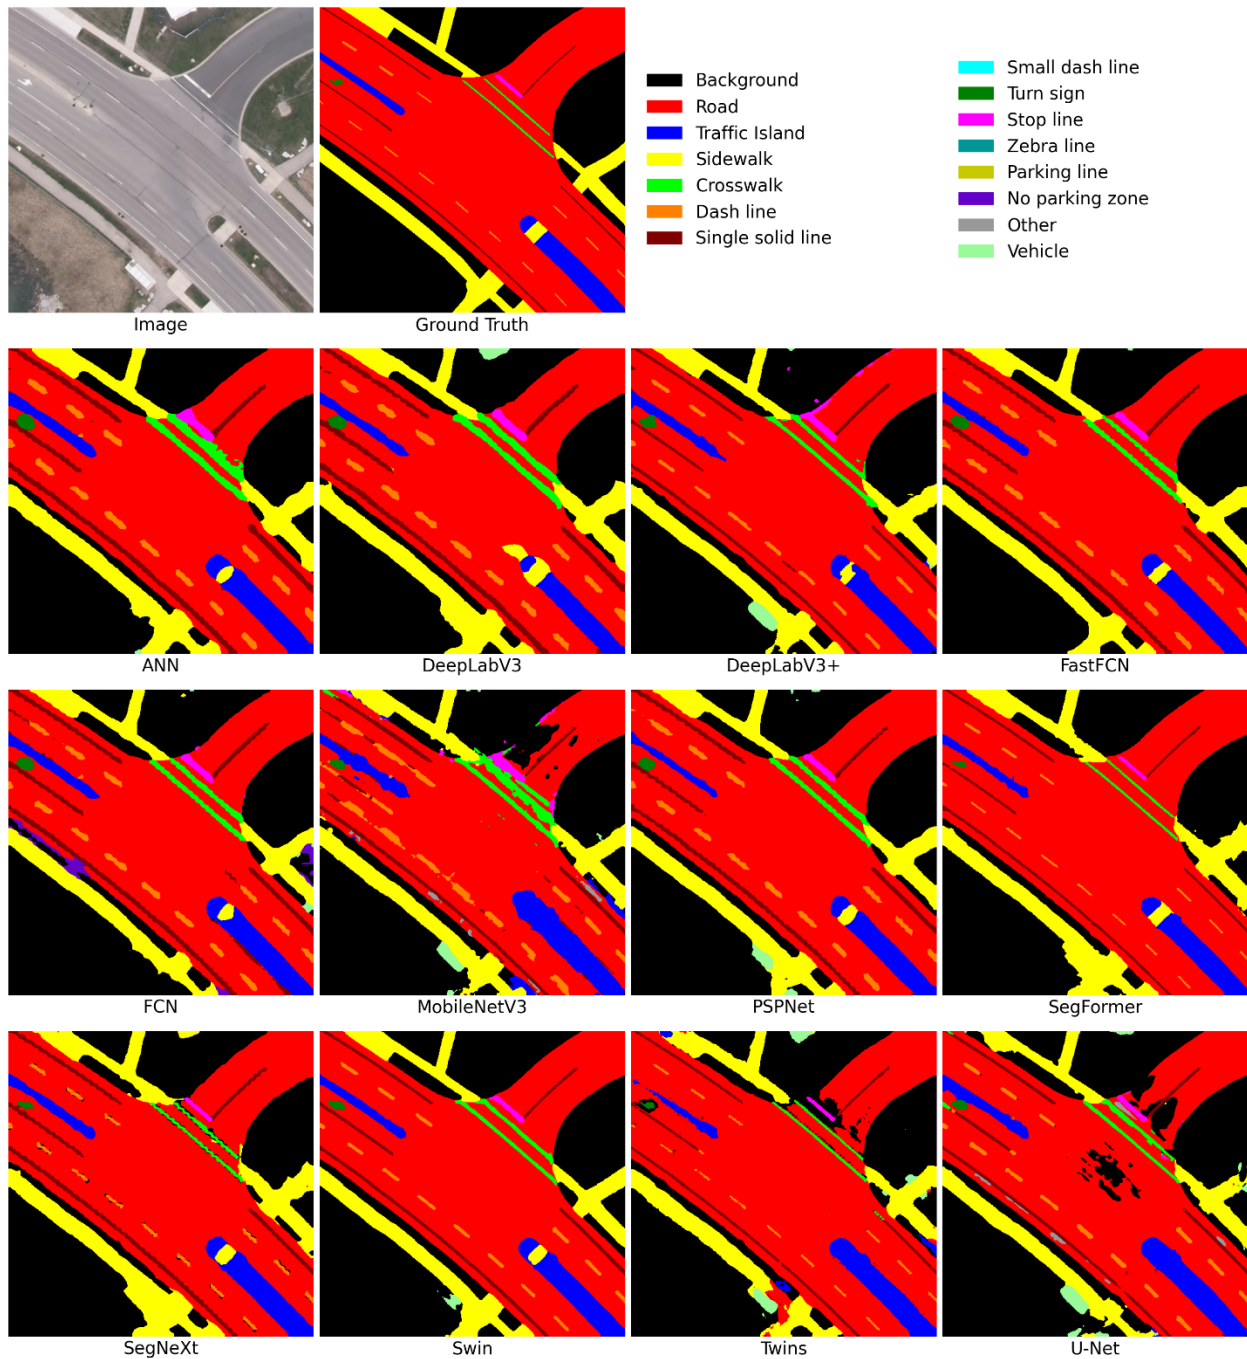 Image
Ground Truth
Background
Road
Traffic Island
Sidewalk
Crosswalk
Dash line
Single solid line
Small dash line
Turn sign
Stop line
Zebra line
Parking line
No parking zone
Other
Vehicle
ANN
DeepLabV3
DeepLabV3+
FastFCN
FCN
MobileNetV3
PSPNet
SegFormer
SegNeXt
Swin
Twins
U-Net